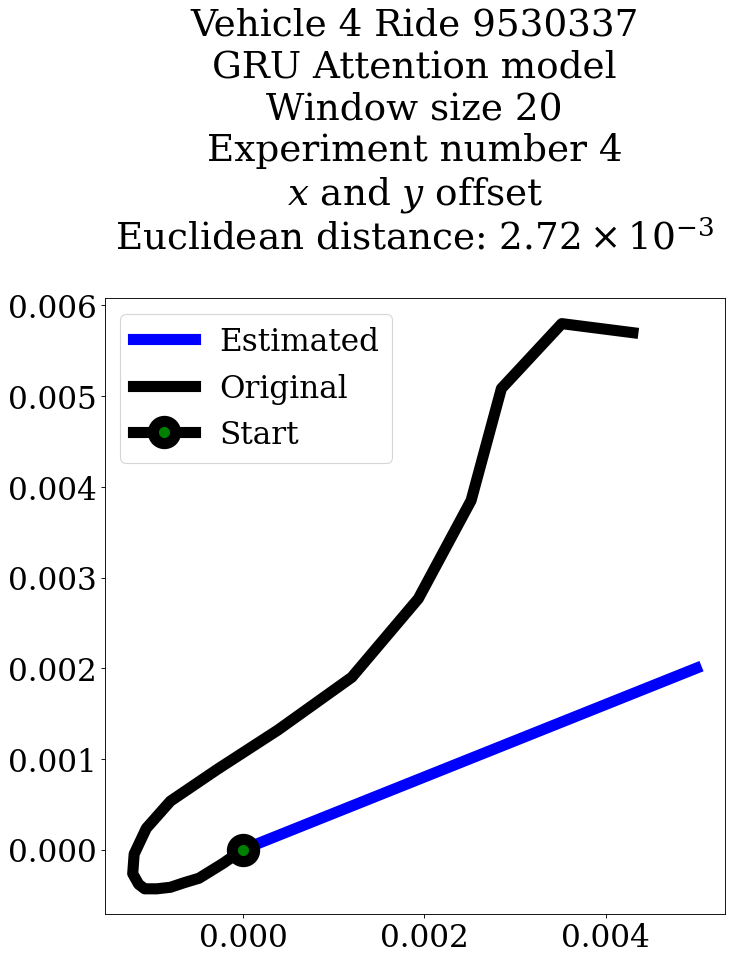 Vehicle 4 Ride 9530337
GRU Attention model
Window size 20
Experiment number 4
x and y offset
Euclidean distance: 2.72 × 10⁻³
0.006
0.005
0.004
0.003
0.002
0.001
0.000
Estimated
Original
Start
0.000 0.002 0.004